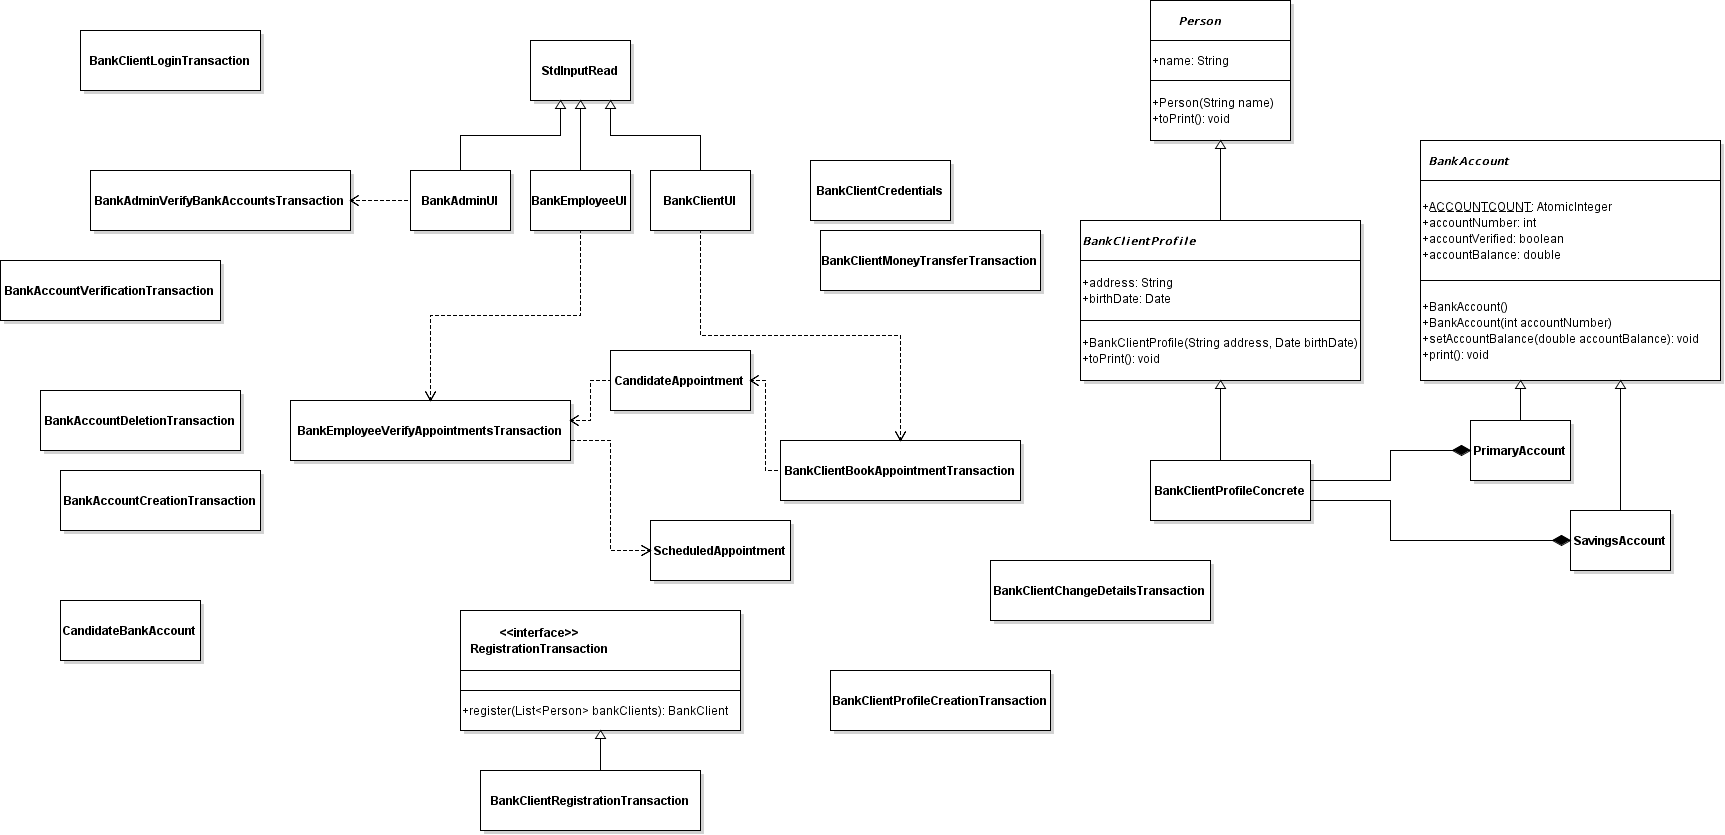 Person
+name: String
+Person(String name)
+toPrint(): void
BankClientLoginTransaction
StdInputRead
BankAccount
+ACCOUNTCOUNT: AtomicInteger
+accountNumber: int
+accountVerified: boolean
+accountBalance: double
+BankAccount()
+BankAccount(int accountNumber)
+setAccountBalance(double accountBalance): void
+print(): void
BankAdminVerifyBankAccountsTransaction
BankAdminUI
BankEmployeeUI
BankClientUI
BankClientCredentials
BankClientMoneyTransferTransaction
BankClientProfile
+address: String
+birthDate: Date
+BankClientProfile(String address, Date birthDate)
+toPrint(): void
BankAccountVerificationTransaction
CandidateAppointment
BankAccountDeletionTransaction
BankEmployeeVerifyAppointmentsTransaction
BankClientBookAppointmentTransaction
PrimaryAccount
BankClientProfileConcrete
BankAccountCreationTransaction
ScheduledAppointment
SavingsAccount
BankClientChangeDetailsTransaction
CandidateBankAccount
<<interface>>
RegistrationTransaction
+register(List<Person> bankClients): BankClient
BankClientProfileCreationTransaction
BankClientRegistrationTransaction